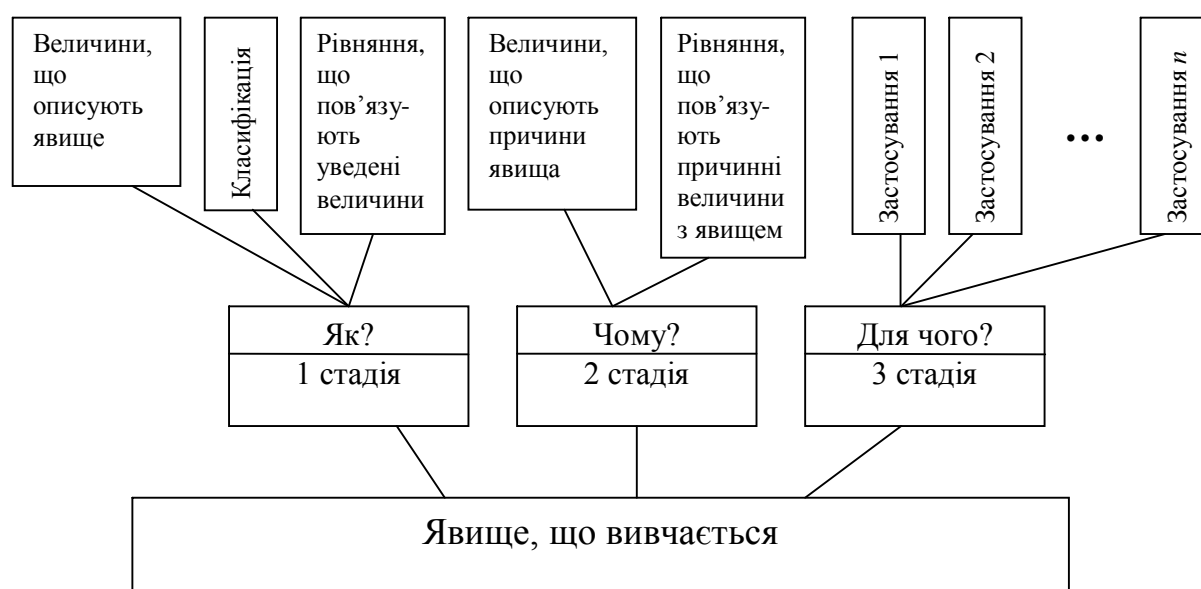 Величини,
що
описують
явище
Класифікація
Рівняння,
що
пов’язу-
ють
уведені
величини
Величини,
що
описують
причини
явища
Рівняння,
що
пов’язу-
ють
причинні
величини
з явищем
Застосування 1
Застосування 2
...
Застосування n
Як?
1 стадія
Чому?
2 стадія
Для чого?
3 стадія
Явище, що вивчається